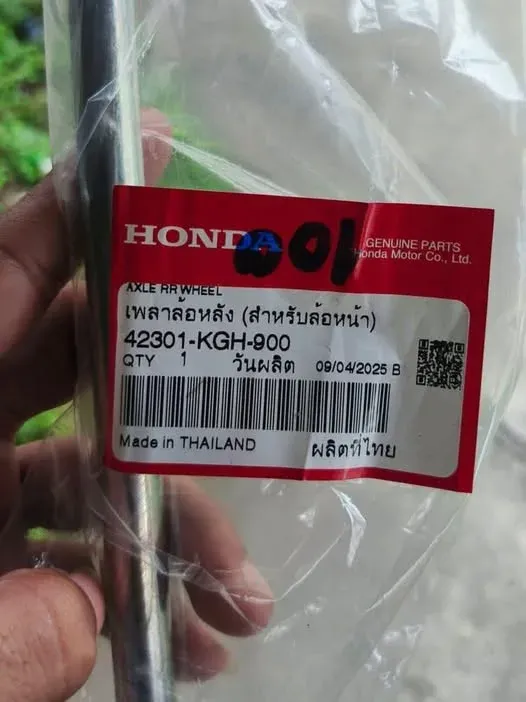 HONDA
001
GENUINE PARTS
Honda Motor Co., Ltd.
AXLE RR WHEEL
เพลาล้อหลัง (สำหรับล้อหน้า)
42301-KGH-900
QTY 1 วันผลิต 09/04/2025 B
Made in THAILAND ผลิตที่ไทย